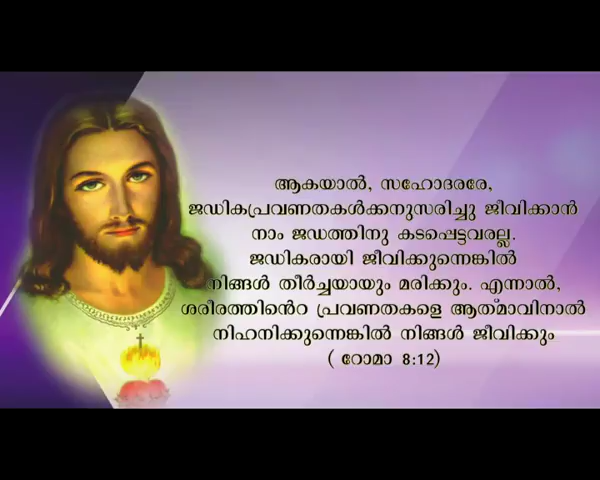 ആകയാൽ, സഹോദരരേ,
ജഡികപ്രവണതകൾക്കനുസരിച്ചു ജീവിക്കാൻ
നാം ജഡത്തിനു കടപ്പെട്ടവരല്ല.
ജഡികരായി ജീവിക്കുന്നെങ്കിൽ
നിങ്ങൾ തീർച്ചയായും മരിക്കും. എന്നാൽ,
ശരീരത്തിൻെറ പ്രവണതകളെ ആത്മാവിനാൽ
നിഹനിക്കുന്നെങ്കിൽ നിങ്ങൾ ജീവിക്കും
( റോമാ 8:12)